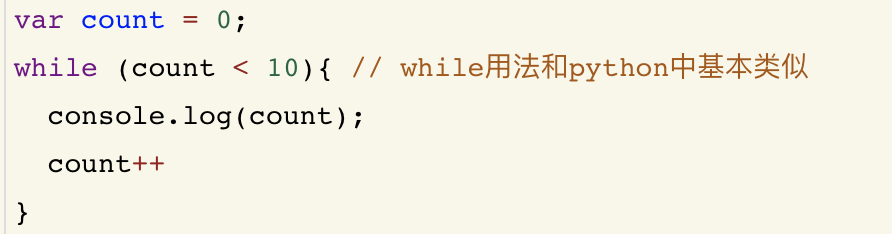 var count = 0;
while (count < 10){ // while用法和python中基本类似
  console.log(count);
  count++
}